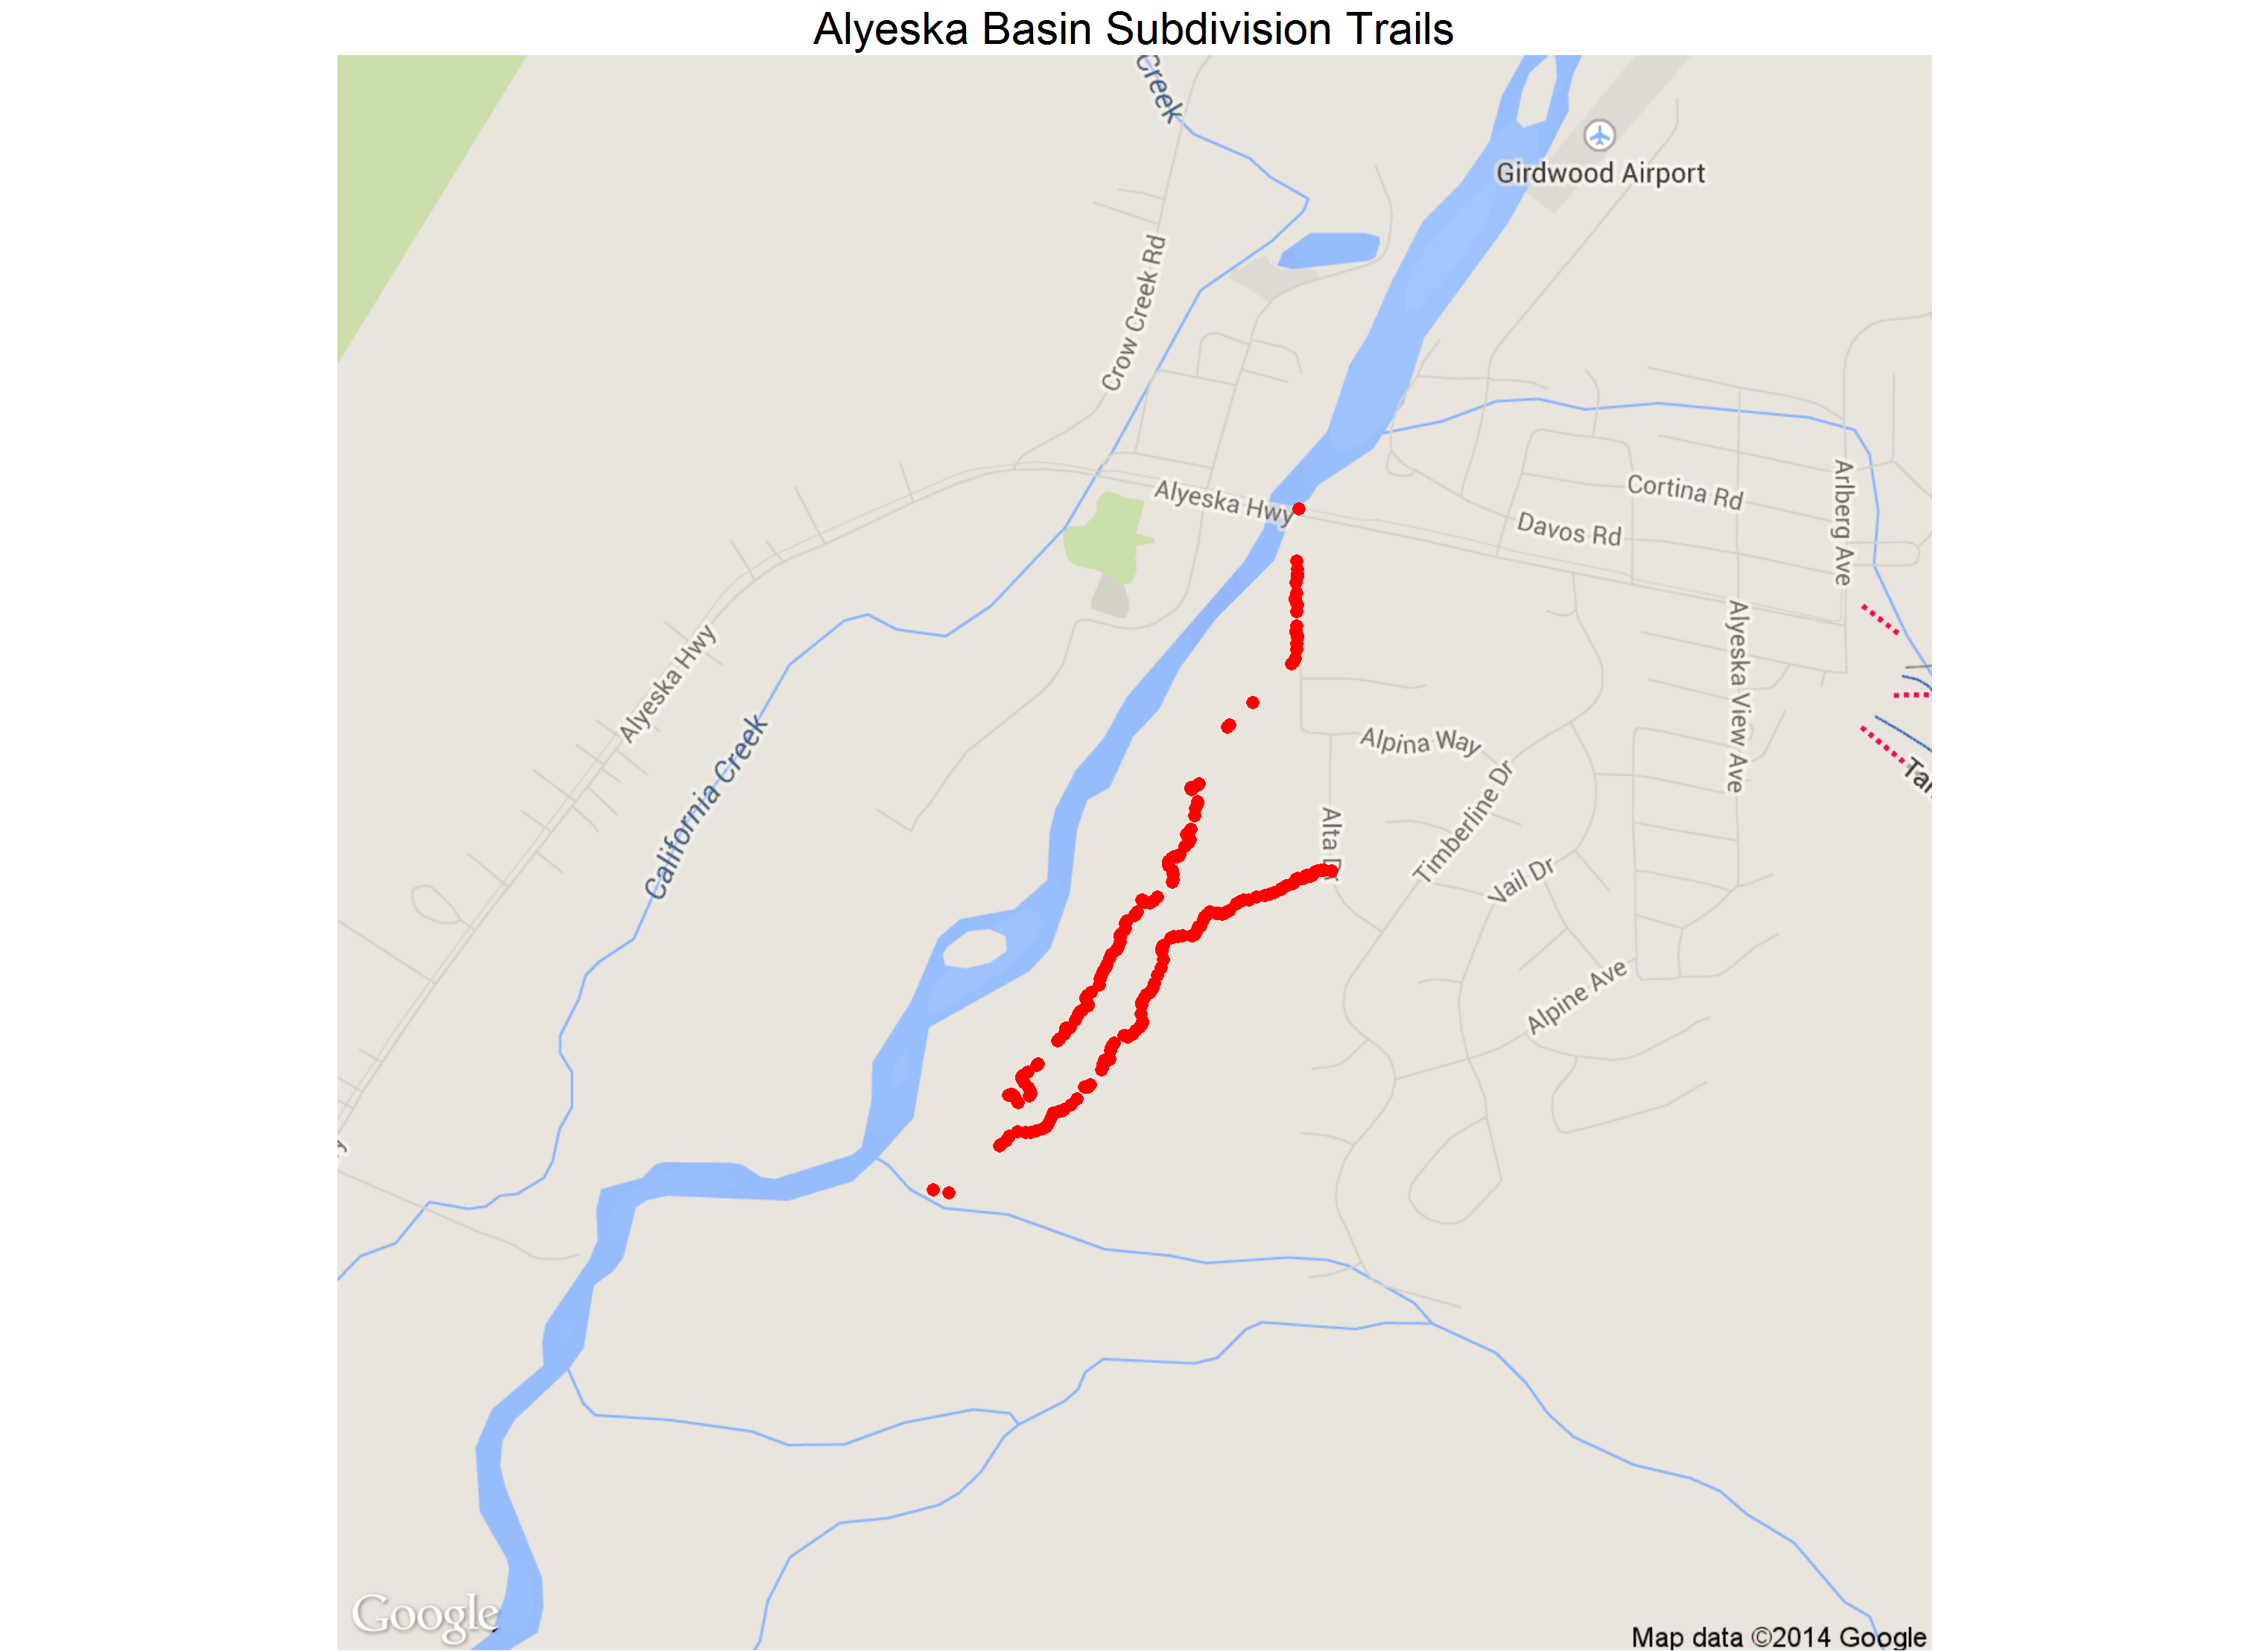 Alyeska Basin Subdivision Trails
Creek
Girdwood Airport
Crow Creek Rd
Alyeska Hwy
Cortina Rd
Davos Rd
Arlberg Ave
Alyeska Hwy
Alyeska View Ave
California Creek
Alpina Way
Timberline Dr
Alta Dr
Vail Dr
Alpine Ave
Google
Map data ©2014 Google